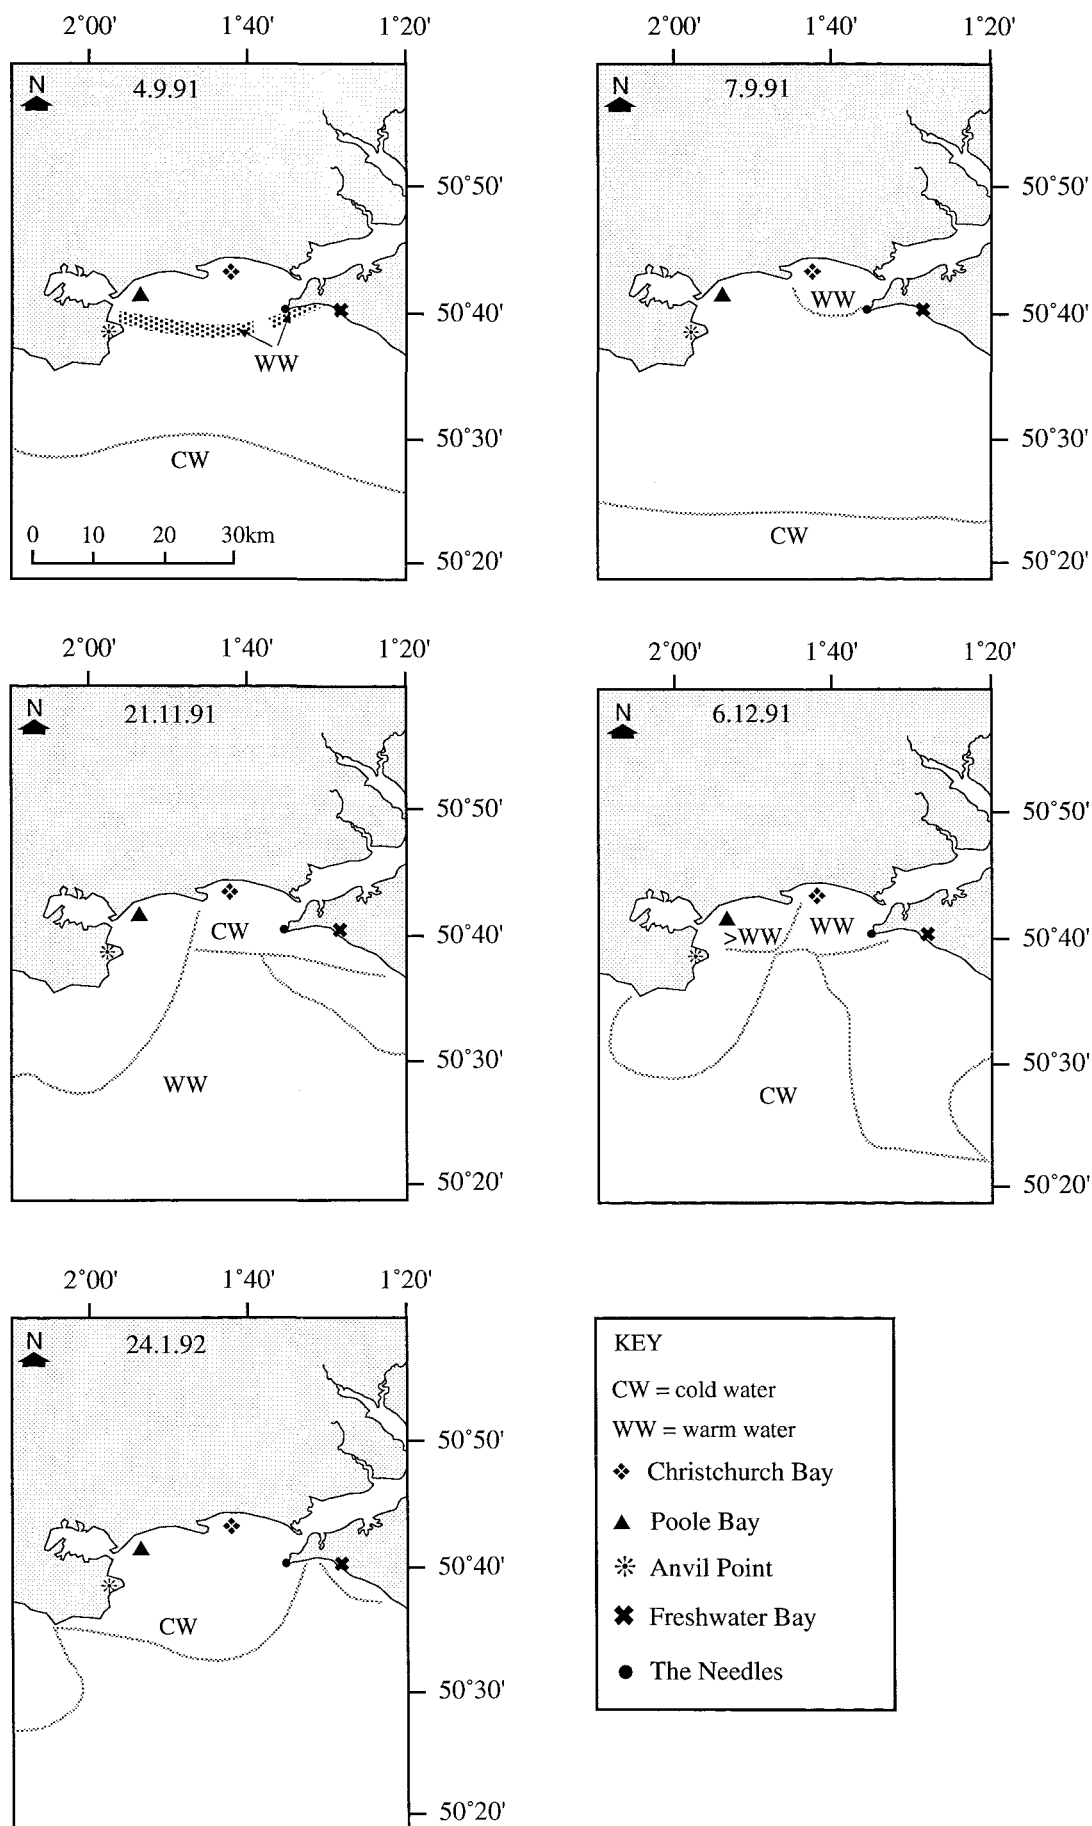 2°00' 1°40' 1°20'
N 4.9.91
50°50'
50°40'
WW
50°30'
CW
0 10 20 30km
50°20'
2°00' 1°40' 1°20'
N 7.9.91
50°50'
WW
50°40'
50°30'
CW
50°20'
2°00' 1°40' 1°20'
N 21.11.91
50°50'
CW
50°40'
50°30'
WW
50°20'
2°00' 1°40' 1°20'
N 6.12.91
50°50'
>WW WW
50°40'
50°30'
CW
50°20'
2°00' 1°40' 1°20'
N 24.1.92
50°50'
50°40'
CW
50°30'
50°20'
KEY
CW = cold water
WW = warm water
Christchurch Bay
Poole Bay
Anvil Point
Freshwater Bay
The Needles